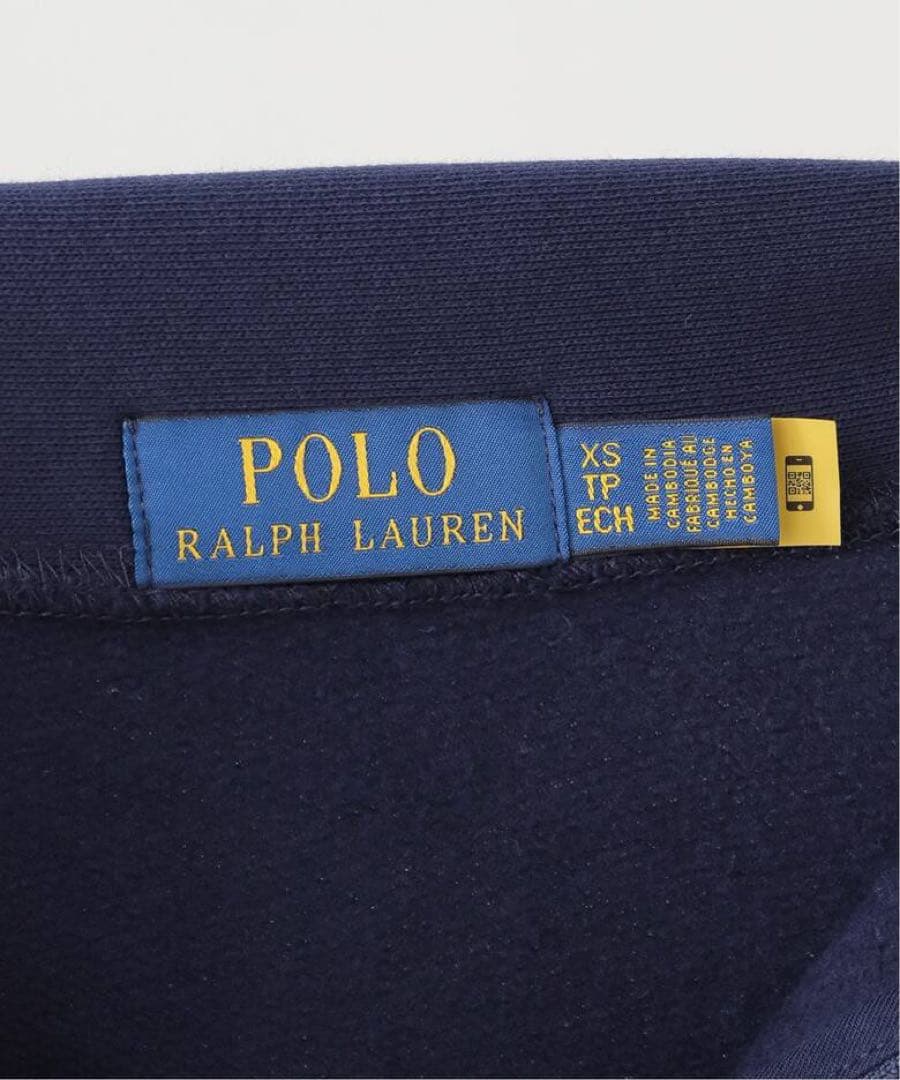 POLO
RALPH LAUREN
XS
TP
ECH
MADE IN
CAMBODIA
FABRIQUÉ AU
CAMBODGE
HECHO EN
CAMBOYA